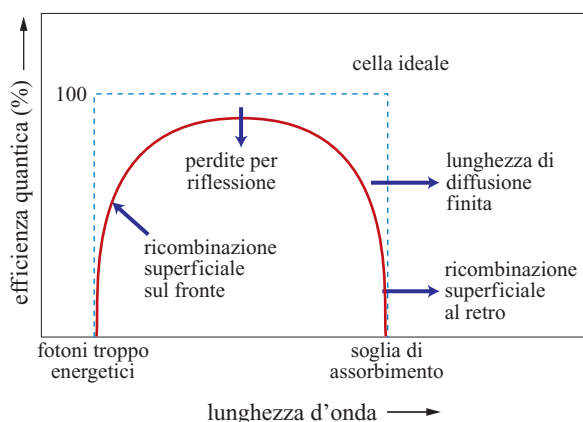 efficienza quantica (%)
100
cella ideale
perdite per
riflessione
lunghezza di
diffusione
finita
ricombinazione
superficiale
sul fronte
ricombinazione
superficiale
al retro
fotoni troppo
energetici
soglia di
assorbimento
lunghezza d'onda